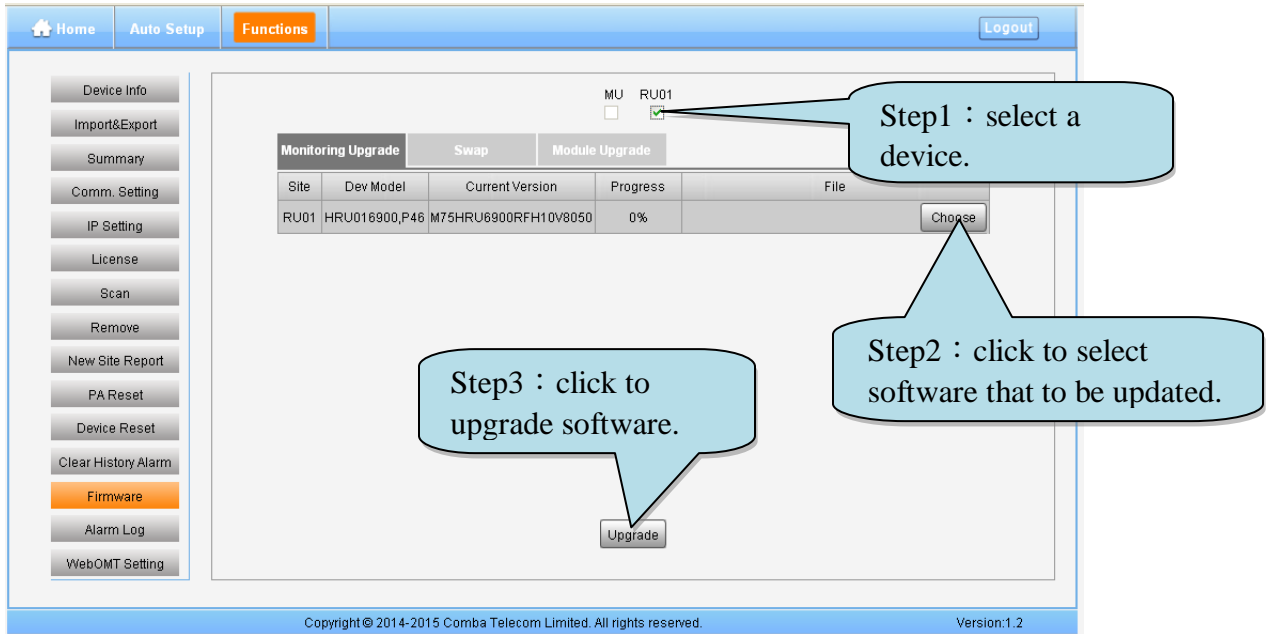 Home Auto Setup Functions Logout
Device Info
Import&Export
Summary
Comm. Setting
IP Setting
License
Scan
Remove
New Site Report
PA Reset
Device Reset
Clear History Alarm
Firmware
Alarm Log
WebOMT Setting
MU RU01
Step1：select a
device.
Monitoring Upgrade Swap Module Upgrade
Site Dev Model Current Version Progress File
RU01 HRU016900,P46 M75HRU6900RFH10V8050 0% Choose
Step2：click to select
software that to be updated.
Step3：click to
upgrade software.
Upgrade
Copyright © 2014-2015 Comba Telecom Limited. All rights reserved. Version:1.2